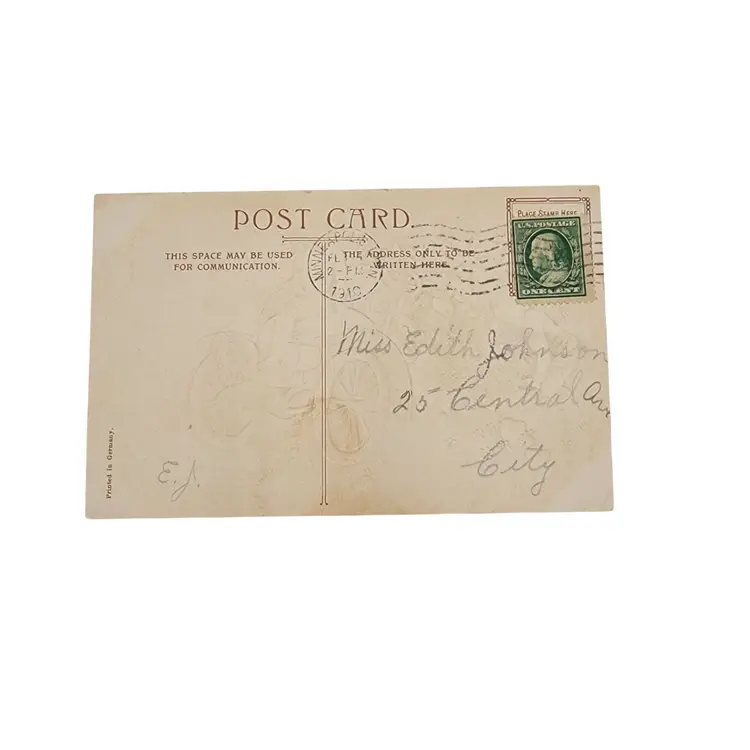 POST CARD
THIS SPACE MAY BE USED
FOR COMMUNICATION.
THE ADDRESS ONLY TO BE
WRITTEN HERE
PLACE STAMP HERE
U.S. POSTAGE
ONE CENT
MINNEAPOLIS
MINN
2-PM
1910
Miss Edith Johnson
25 Central Av
City
E.J.
Printed in Germany.